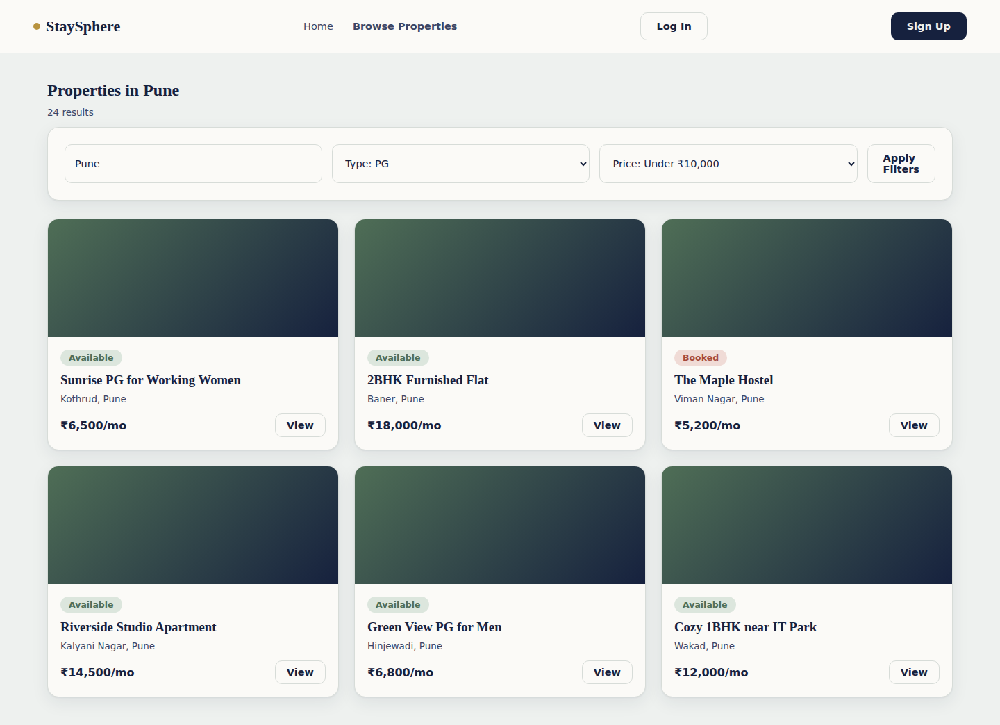 StaySphere Home Browse Properties Log In Sign Up
Properties in Pune
24 results
Pune Type: PG Price: Under ₹10,000 Apply
Filters
Available Available Booked
Sunrise PG for Working Women 2BHK Furnished Flat The Maple Hostel
Kothrud, Pune Baner, Pune Viman Nagar, Pune
₹6,500/mo View ₹18,000/mo View ₹5,200/mo View
Available Available Available
Riverside Studio Apartment Green View PG for Men Cozy 1BHK near IT Park
Kalyani Nagar, Pune Hinjewadi, Pune Wakad, Pune
₹14,500/mo View ₹6,800/mo View ₹12,000/mo View